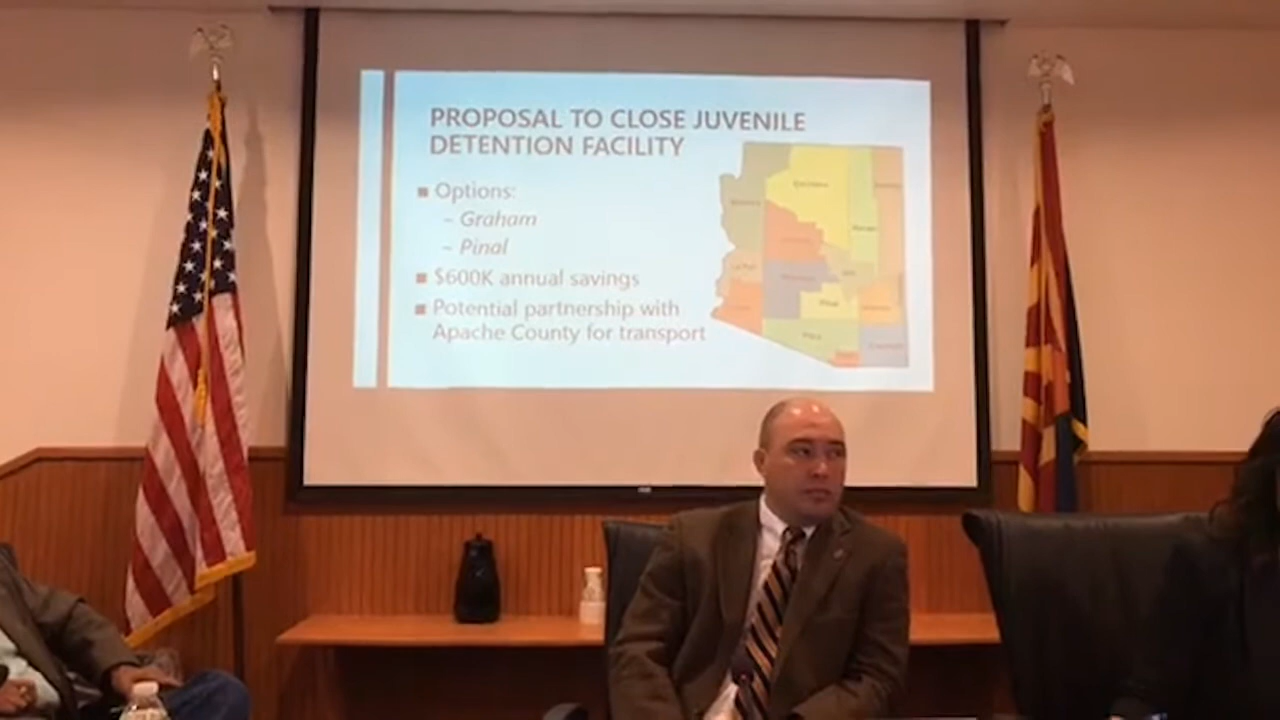 PROPOSAL TO CLOSE JUVENILE
DETENTION FACILITY
■ Options:
– Graham
– Pinal
■ $600K annual savings
■ Potential partnership with
Apache County for transport